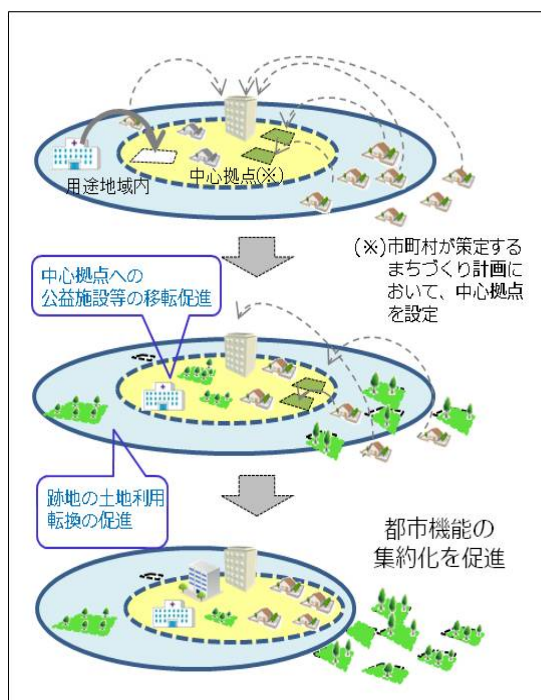 用途地域内
中心拠点(※)
(※)市町村が策定する
まちづくり計画に
おいて、中心拠点
を設定
中心拠点への
公益施設等の移転促進
跡地の土地利用
転換の促進
都市機能の
集約化を促進